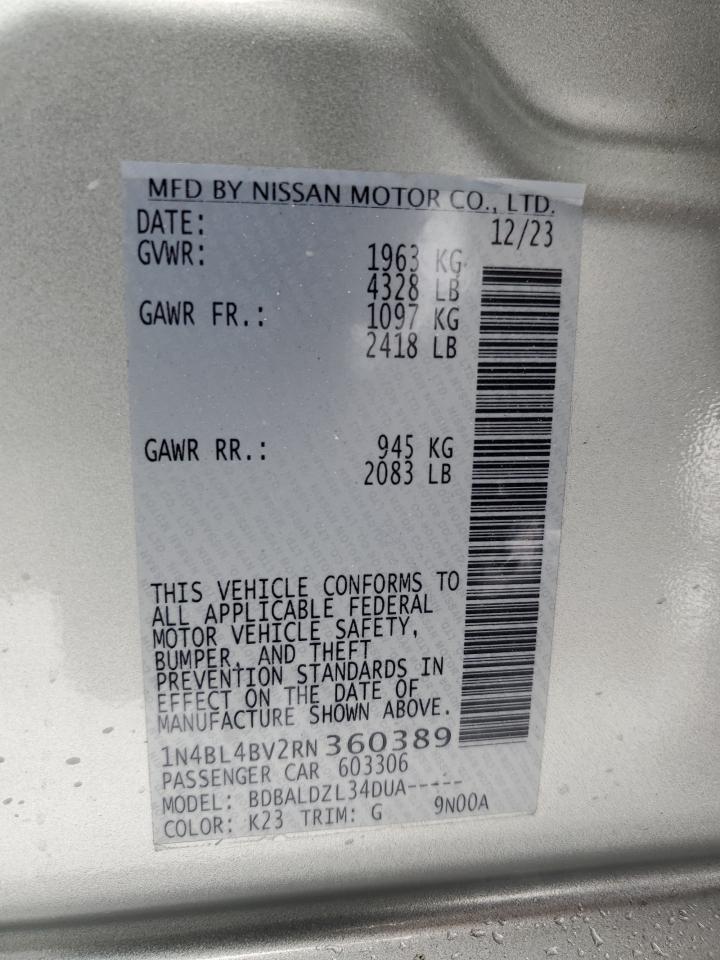 MFD BY NISSAN MOTOR CO., LTD.
DATE: 12/23
GVWR: 1963 KG
4328 LB
GAWR FR.: 1097 KG
2418 LB
GAWR RR.: 945 KG
2083 LB
THIS VEHICLE CONFORMS TO
ALL APPLICABLE FEDERAL
MOTOR VEHICLE SAFETY,
BUMPER, AND THEFT
PREVENTION STANDARDS IN
EFFECT ON THE DATE OF
MANUFACTURE SHOWN ABOVE.
1N4BL4BV2RN360389
PASSENGER CAR 603306
MODEL: BDBALDZL34DUA-----
COLOR: K23 TRIM: G 9N00A